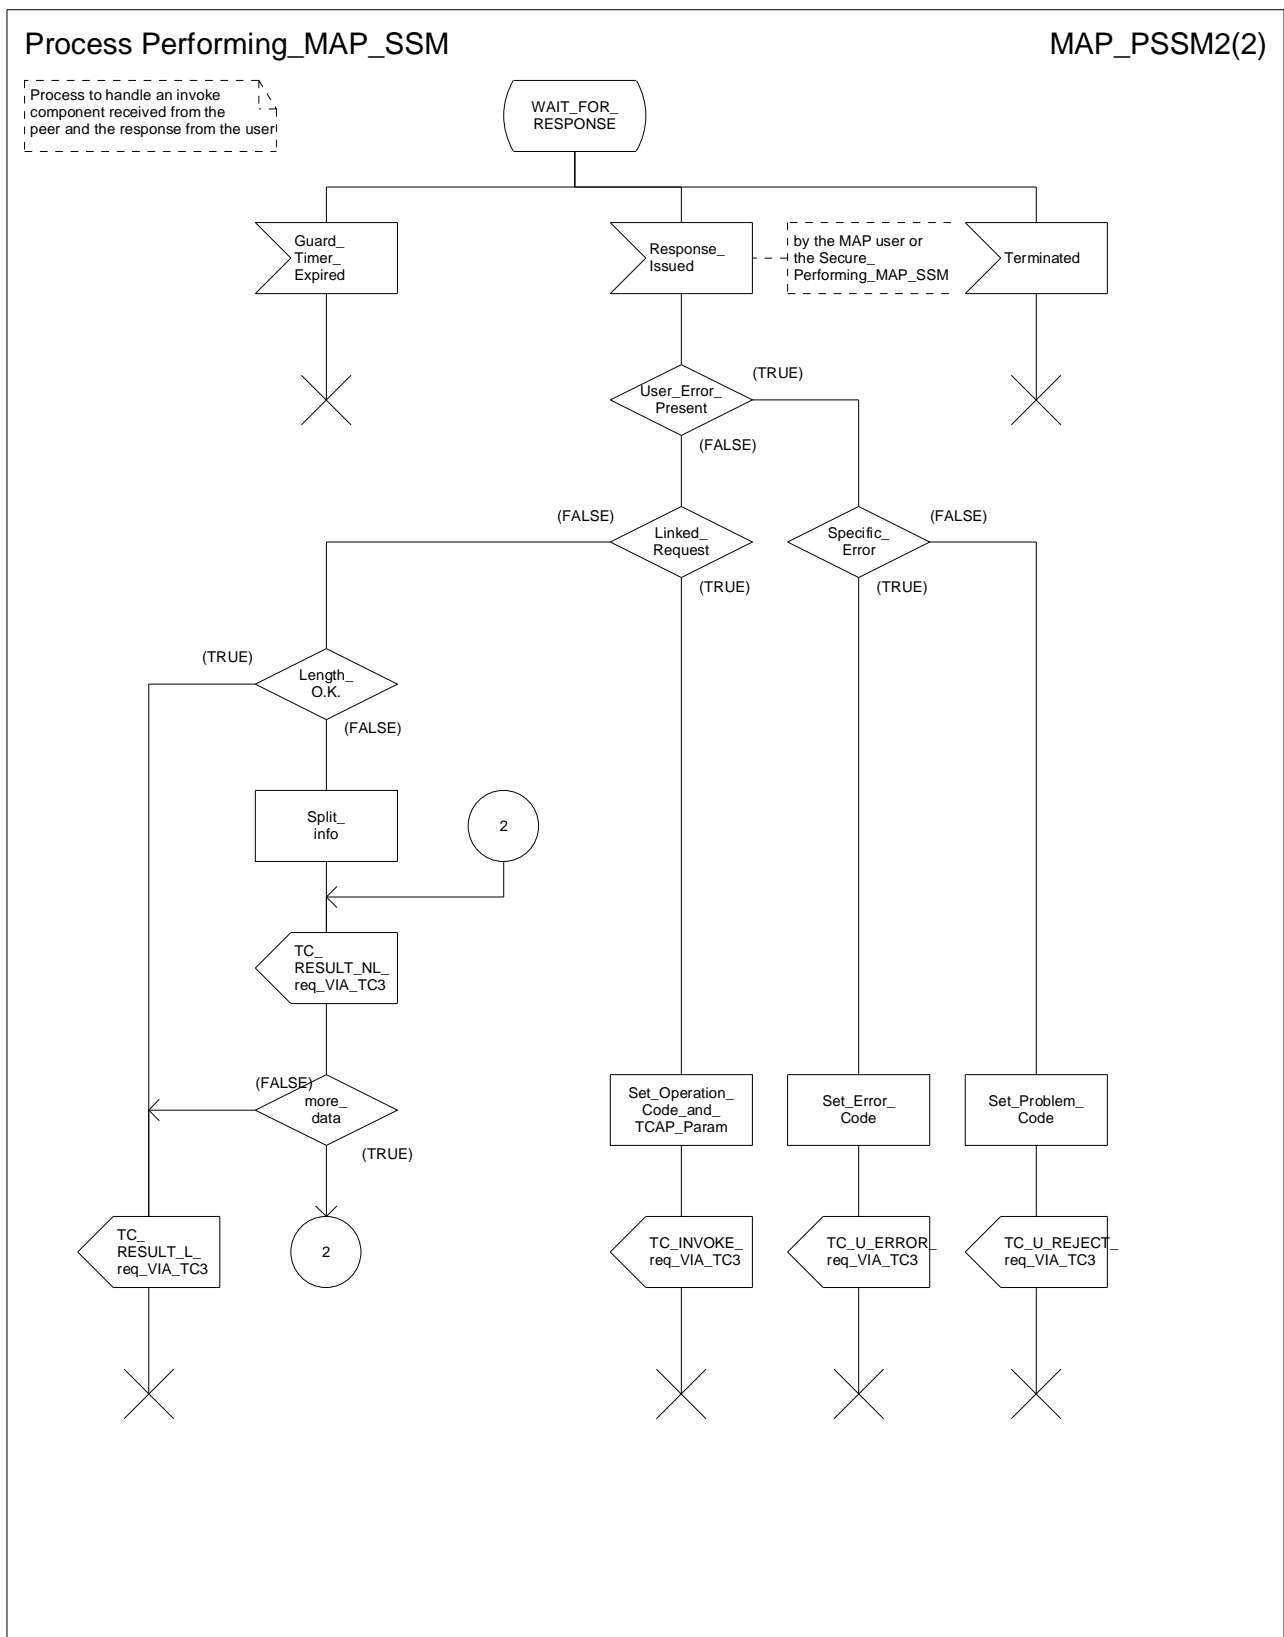 Process Performing_MAP_SSM
MAP_PSSM2(2)
Process to handle an invoke
component received from the
peer and the response from the user
WAIT_FOR_
RESPONSE
Guard_
Timer_
Expired
Response_
Issued
by the MAP user or
the Secure_
Performing_MAP_SSM
Terminated
User_Error_
Present
(TRUE)
(FALSE)
(FALSE)
Linked_
Request
(TRUE)
Specific_
Error
(FALSE)
(TRUE)
(TRUE)
Length_
O.K.
(FALSE)
Split_
info
2
TC_
RESULT_NL_
req_VIA_TC3
(FALSE)
more_
data
(TRUE)
Set_Operation_
Code_and_
TCAP_Param
Set_Error_
Code
Set_Problem_
Code
TC_
RESULT_L_
req_VIA_TC3
2
TC_INVOKE_
req_VIA_TC3
TC_U_ERROR_
req_VIA_TC3
TC_U_REJECT_
req_VIA_TC3